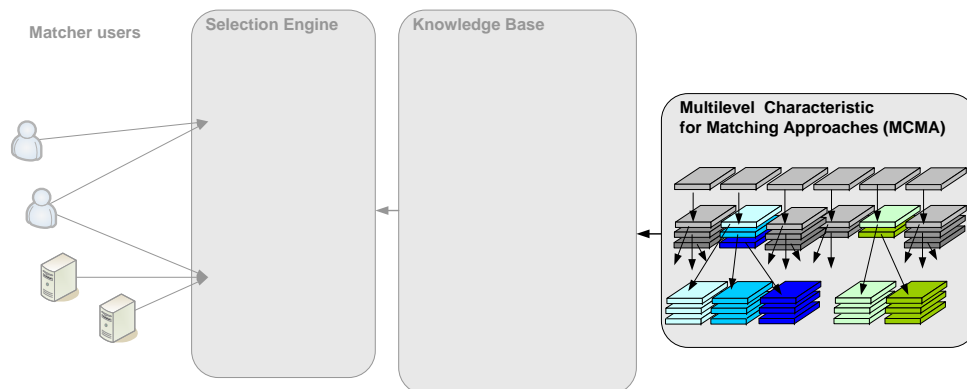 Matcher users
Selection Engine
Knowledge Base
Multilevel Characteristic
for Matching Approaches (MCMA)